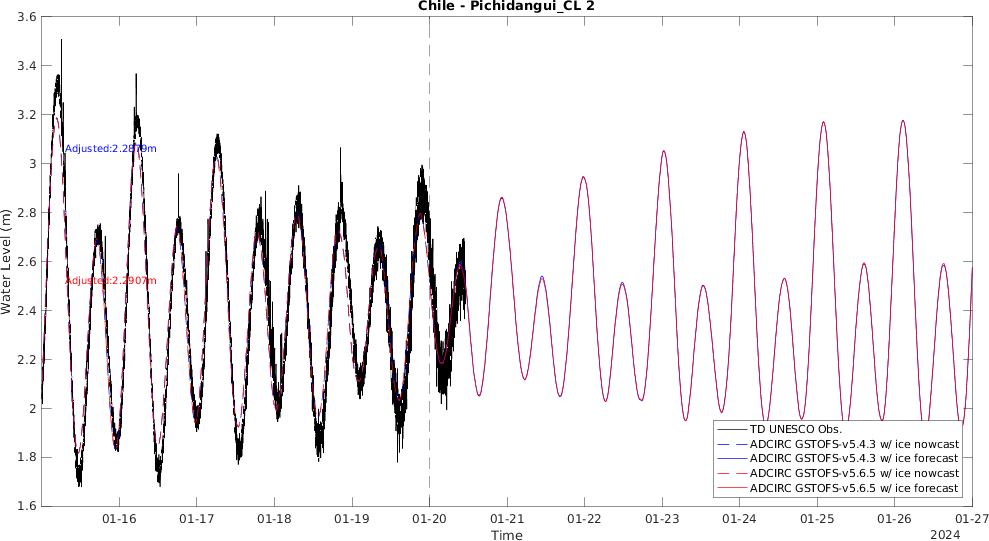 Chile - Pichidangui_CL 2
3.6
3.4
3.2
3
2.8
2.6
2.4
2.2
2
1.8
1.6
Water Level (m)
Adjusted:2.2879m
Adjusted:2.2907m
TD UNESCO Obs.
ADCIRC GSTOFS-v5.4.3 w/ ice nowcast
ADCIRC GSTOFS-v5.4.3 w/ ice forecast
ADCIRC GSTOFS-v5.6.5 w/ ice nowcast
ADCIRC GSTOFS-v5.6.5 w/ ice forecast
01-16 01-17 01-18 01-19 01-20 01-21 01-22 01-23 01-24 01-25 01-26 01-27
Time
2024